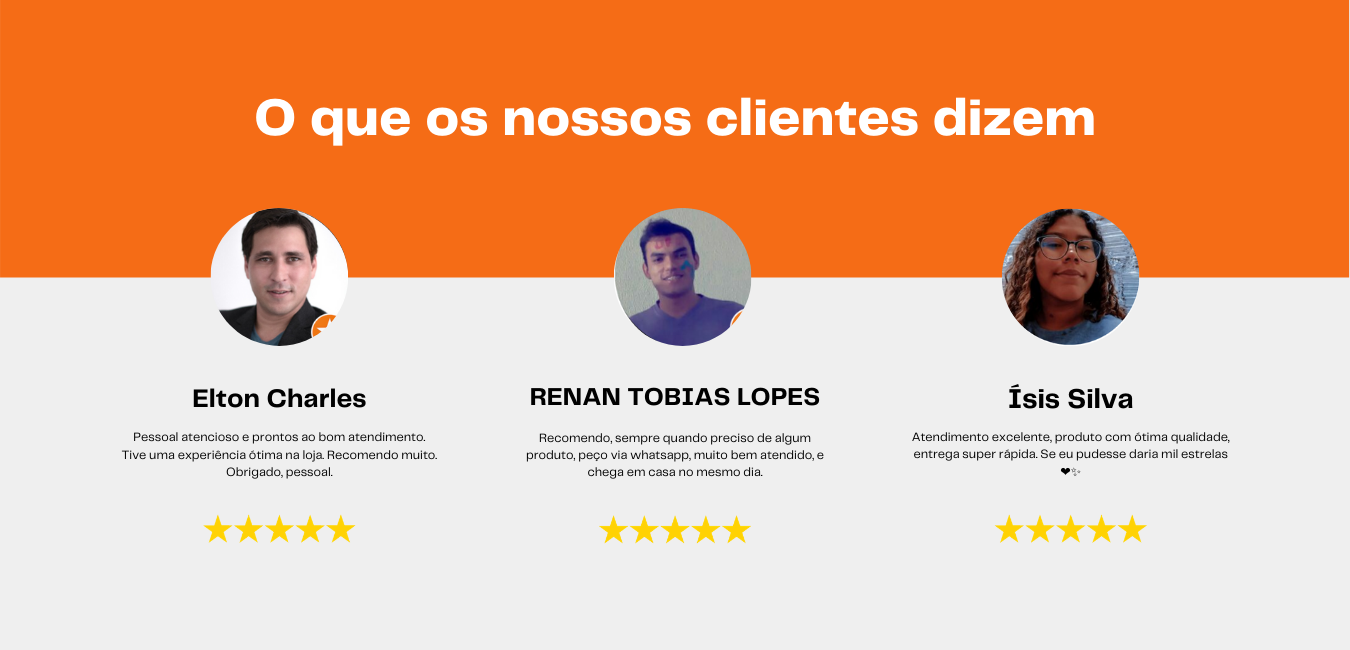 O que os nossos clientes dizem
Elton Charles
Pessoal atencioso e prontos ao bom atendimento.
Tive uma experiência ótima na loja. Recomendo muito.
Obrigado, pessoal.
RENAN TOBIAS LOPES
Recomendo, sempre quando preciso de algum
produto, peço via whatsapp, muito bem atendido, e
chega em casa no mesmo dia.
Ísis Silva
Atendimento excelente, produto com ótima qualidade,
entrega super rápida. Se eu pudesse daria mil estrelas
❤✨